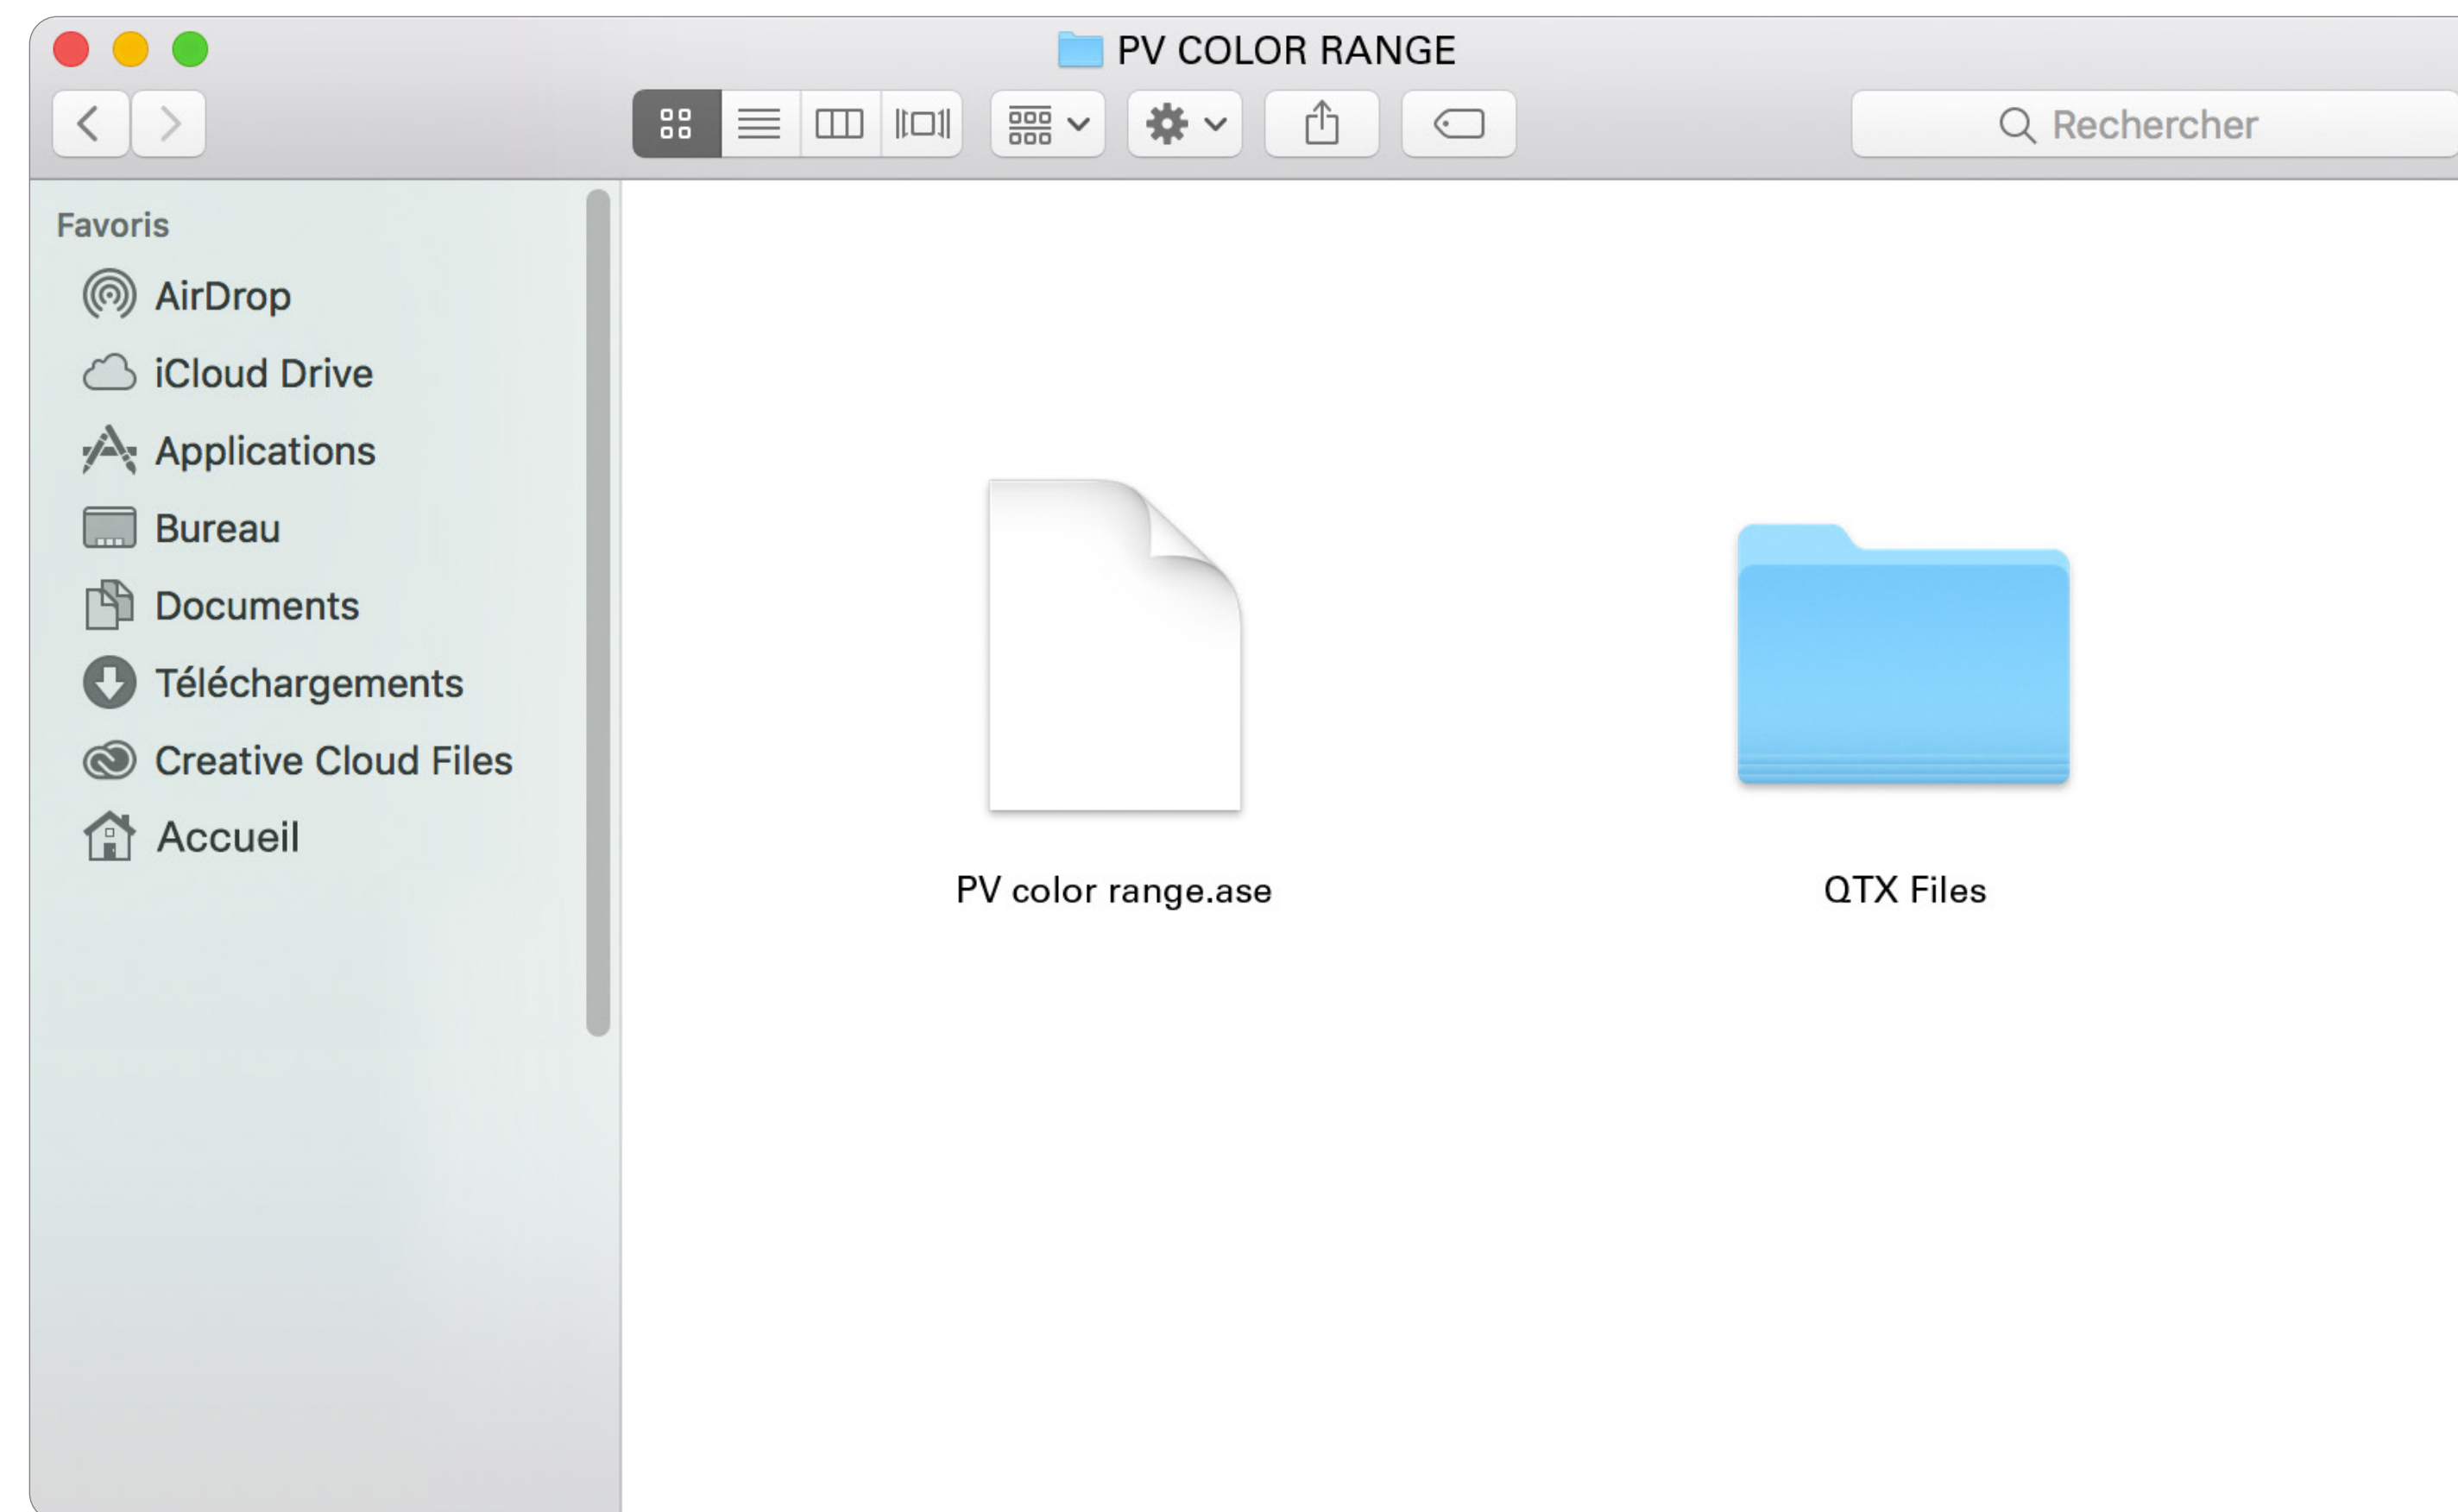 PV COLOR RANGE
Rechercher
Favoris
AirDrop
iCloud Drive
Applications
Bureau
Documents
Téléchargements
Creative Cloud Files
Accueil
PV color range.ase
QTX Files